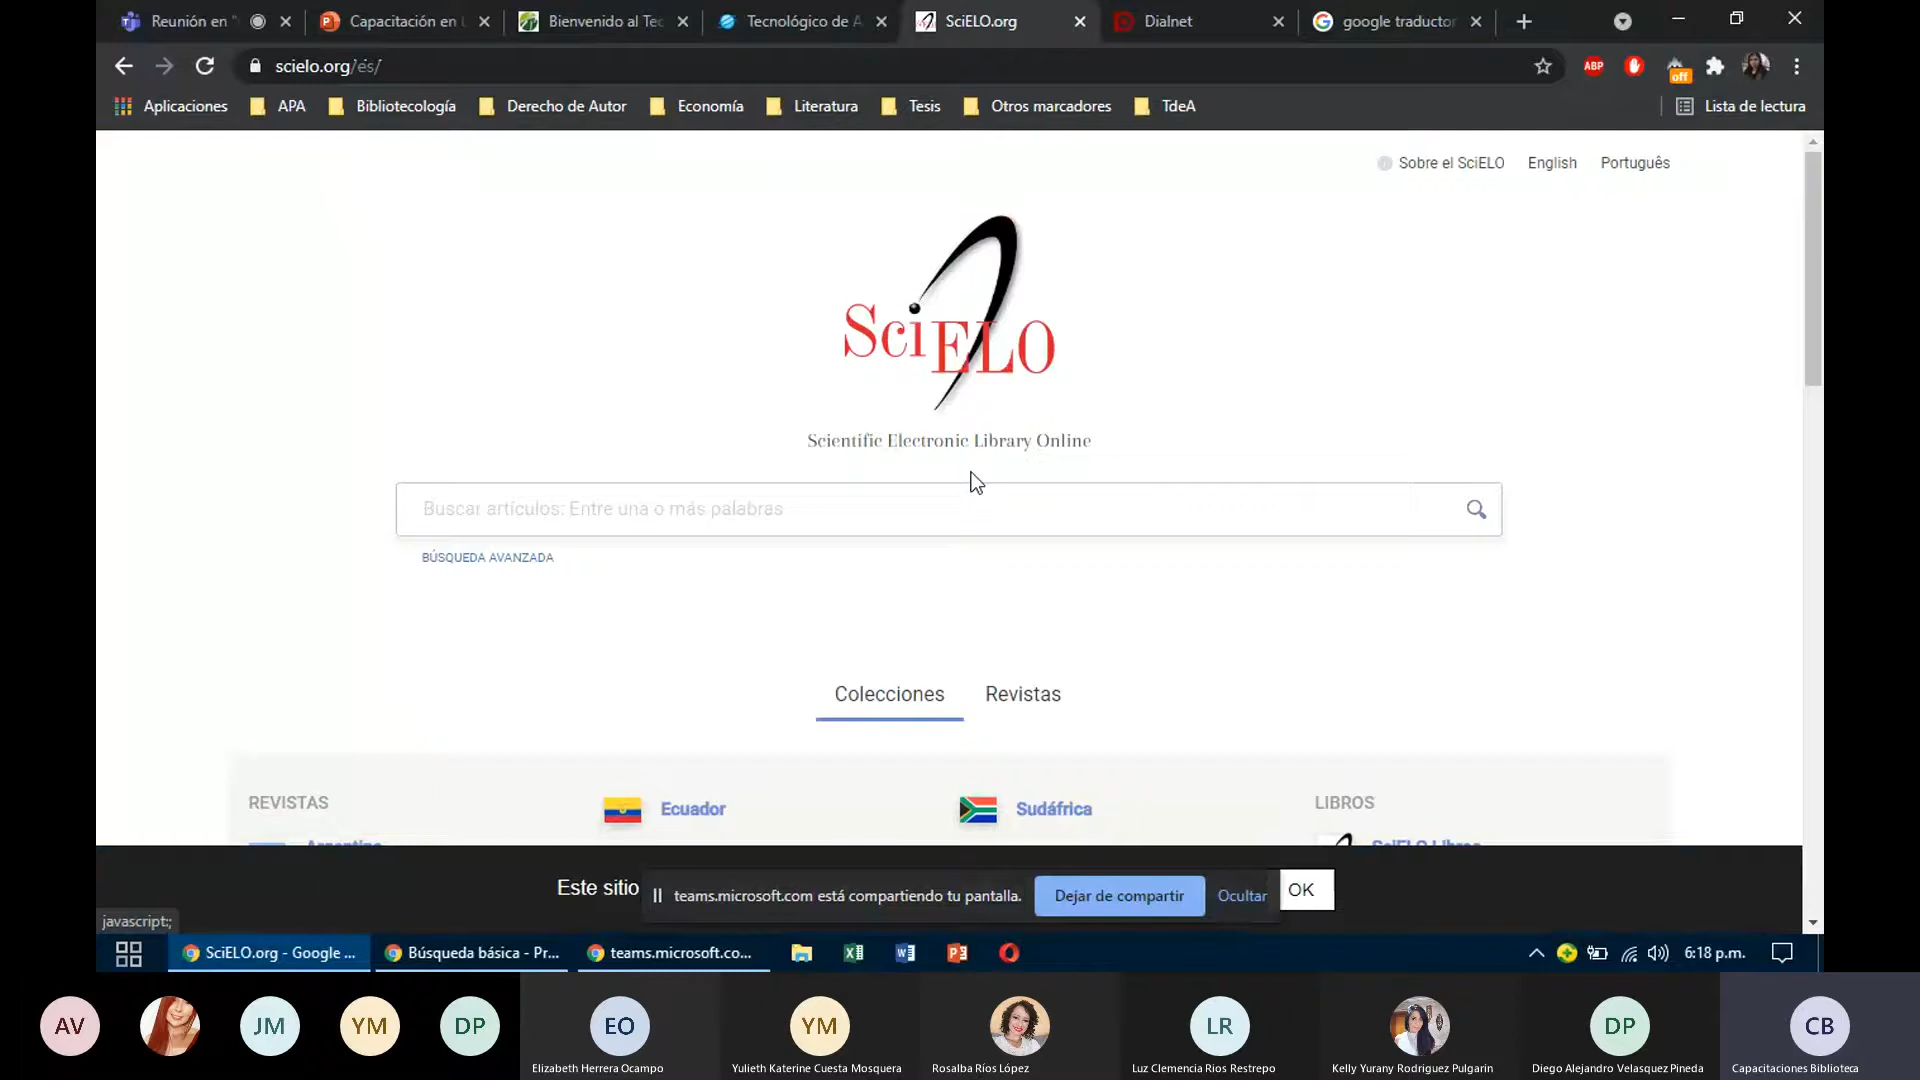 Reunión en "
Capacitación en L
Bienvenido al Tec
Tecnológico de A
SciELO.org
Dialnet
google traductor
scielo.org/es/
ABP
off
Aplicaciones
APA
Bibliotecología
Derecho de Autor
Economía
Literatura
Tesis
Otros marcadores
TdeA
Lista de lectura
Sobre el SciELO
English
Português
SciELO
Scientific Electronic Library Online
Buscar artículos: Entre una o más palabras
BÚSQUEDA AVANZADA
Colecciones
Revistas
REVISTAS
Ecuador
Sudáfrica
LIBROS
Argentina
SciELO Libros
Este sitio
teams.microsoft.com está compartiendo tu pantalla.
Dejar de compartir
Ocultar
OK
javascript:;
SciELO.org - Google ...
Búsqueda básica - Pr...
teams.microsoft.co...
6:18 p.m.
AV
JM
YM
DP
EO
YM
LR
DP
CB
Elizabeth Herrera Ocampo
Yulieth Katerine Cuesta Mosquera
Rosalba Ríos López
Luz Clemencia Rios Restrepo
Kelly Yurany Rodriguez Pulgarin
Diego Alejandro Velasquez Pineda
Capacitaciones Biblioteca